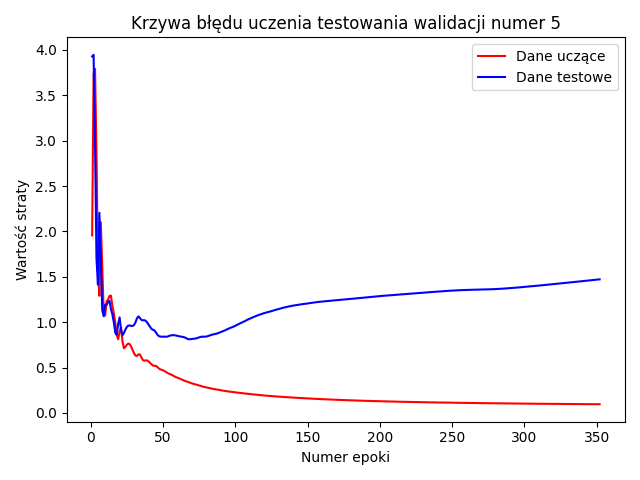 Krzywa błędu uczenia testowania walidacji numer 5
Dane uczące
Dane testowe
Wartość straty
4.0
3.5
3.0
2.5
2.0
1.5
1.0
0.5
0.0
0 50 100 150 200 250 300 350
Numer epoki